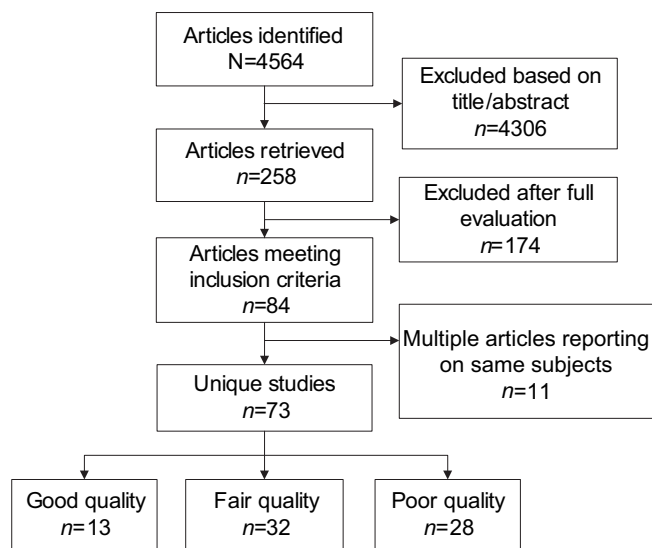 Articles identified
N=4564
Excluded based on
title/abstract
n=4306
Articles retrieved
n=258
Excluded after full
evaluation
n=174
Articles meeting
inclusion criteria
n=84
Multiple articles reporting
on same subjects
n=11
Unique studies
n=73
Good quality
n=13
Fair quality
n=32
Poor quality
n=28